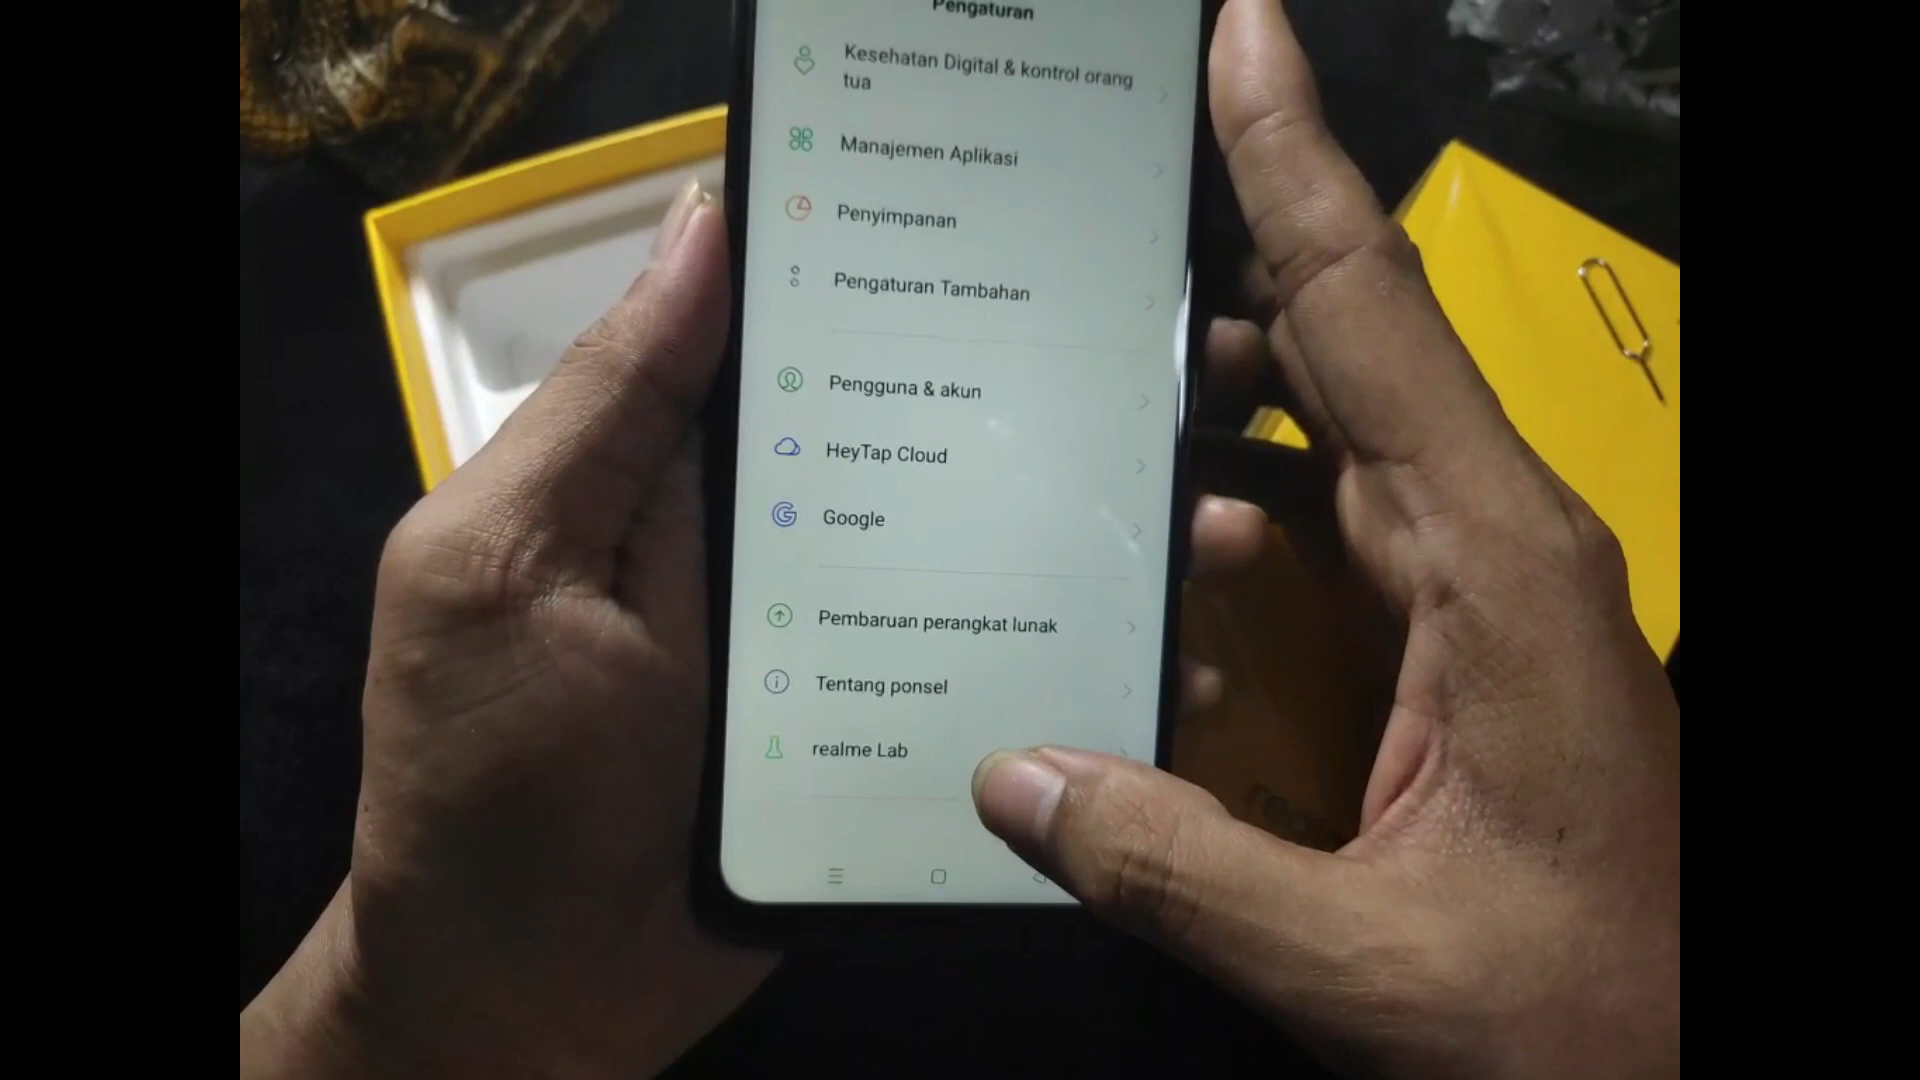 Pengaturan
Kesehatan Digital & kontrol orang
tua
Manajemen Aplikasi
Penyimpanan
Pengaturan Tambahan
Pengguna & akun
HeyTap Cloud
Google
Pembaruan perangkat lunak
Tentang ponsel
realme Lab